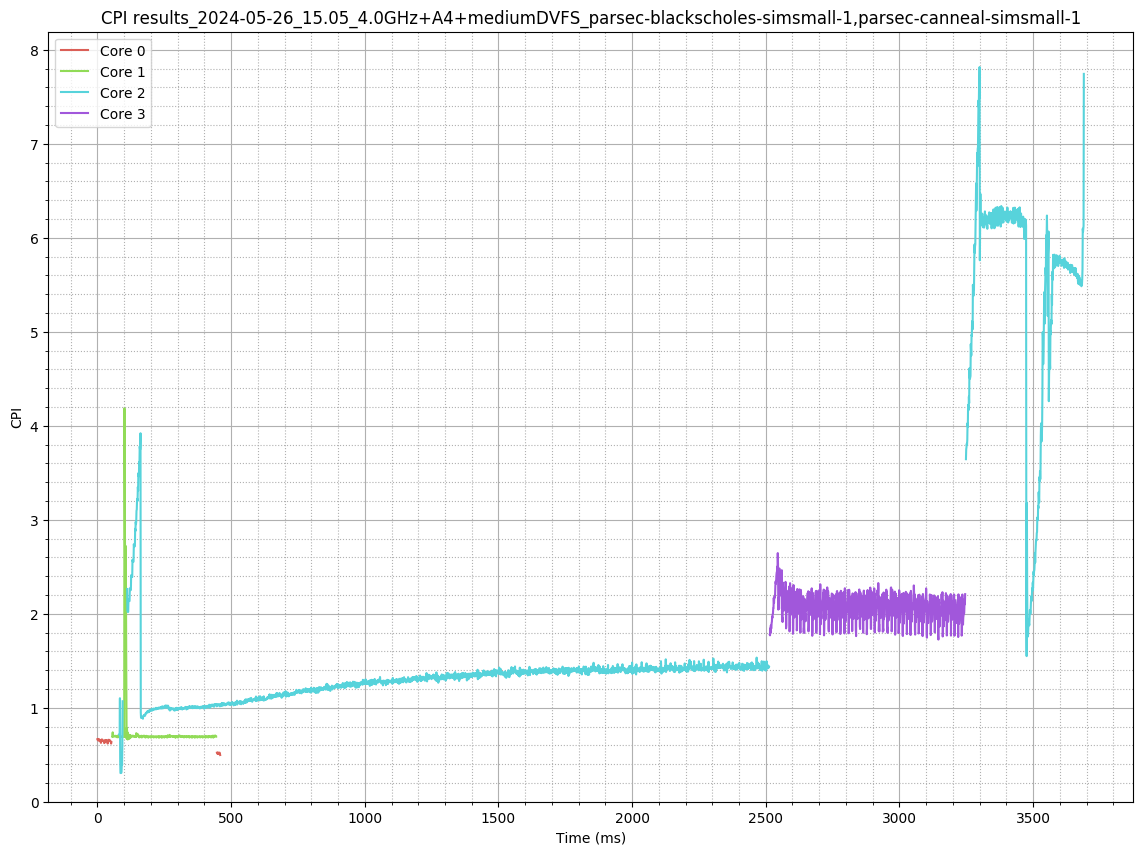 CPI results_2024-05-26_15.05_4.0GHz+A4+mediumDVFS_parsec-blackscholes-simsmall-1,parsec-canneal-simsmall-1
Core 0
Core 1
Core 2
Core 3
CPI
8
7
6
5
4
3
2
1
0
0 500 1000 1500 2000 2500 3000 3500
Time (ms)